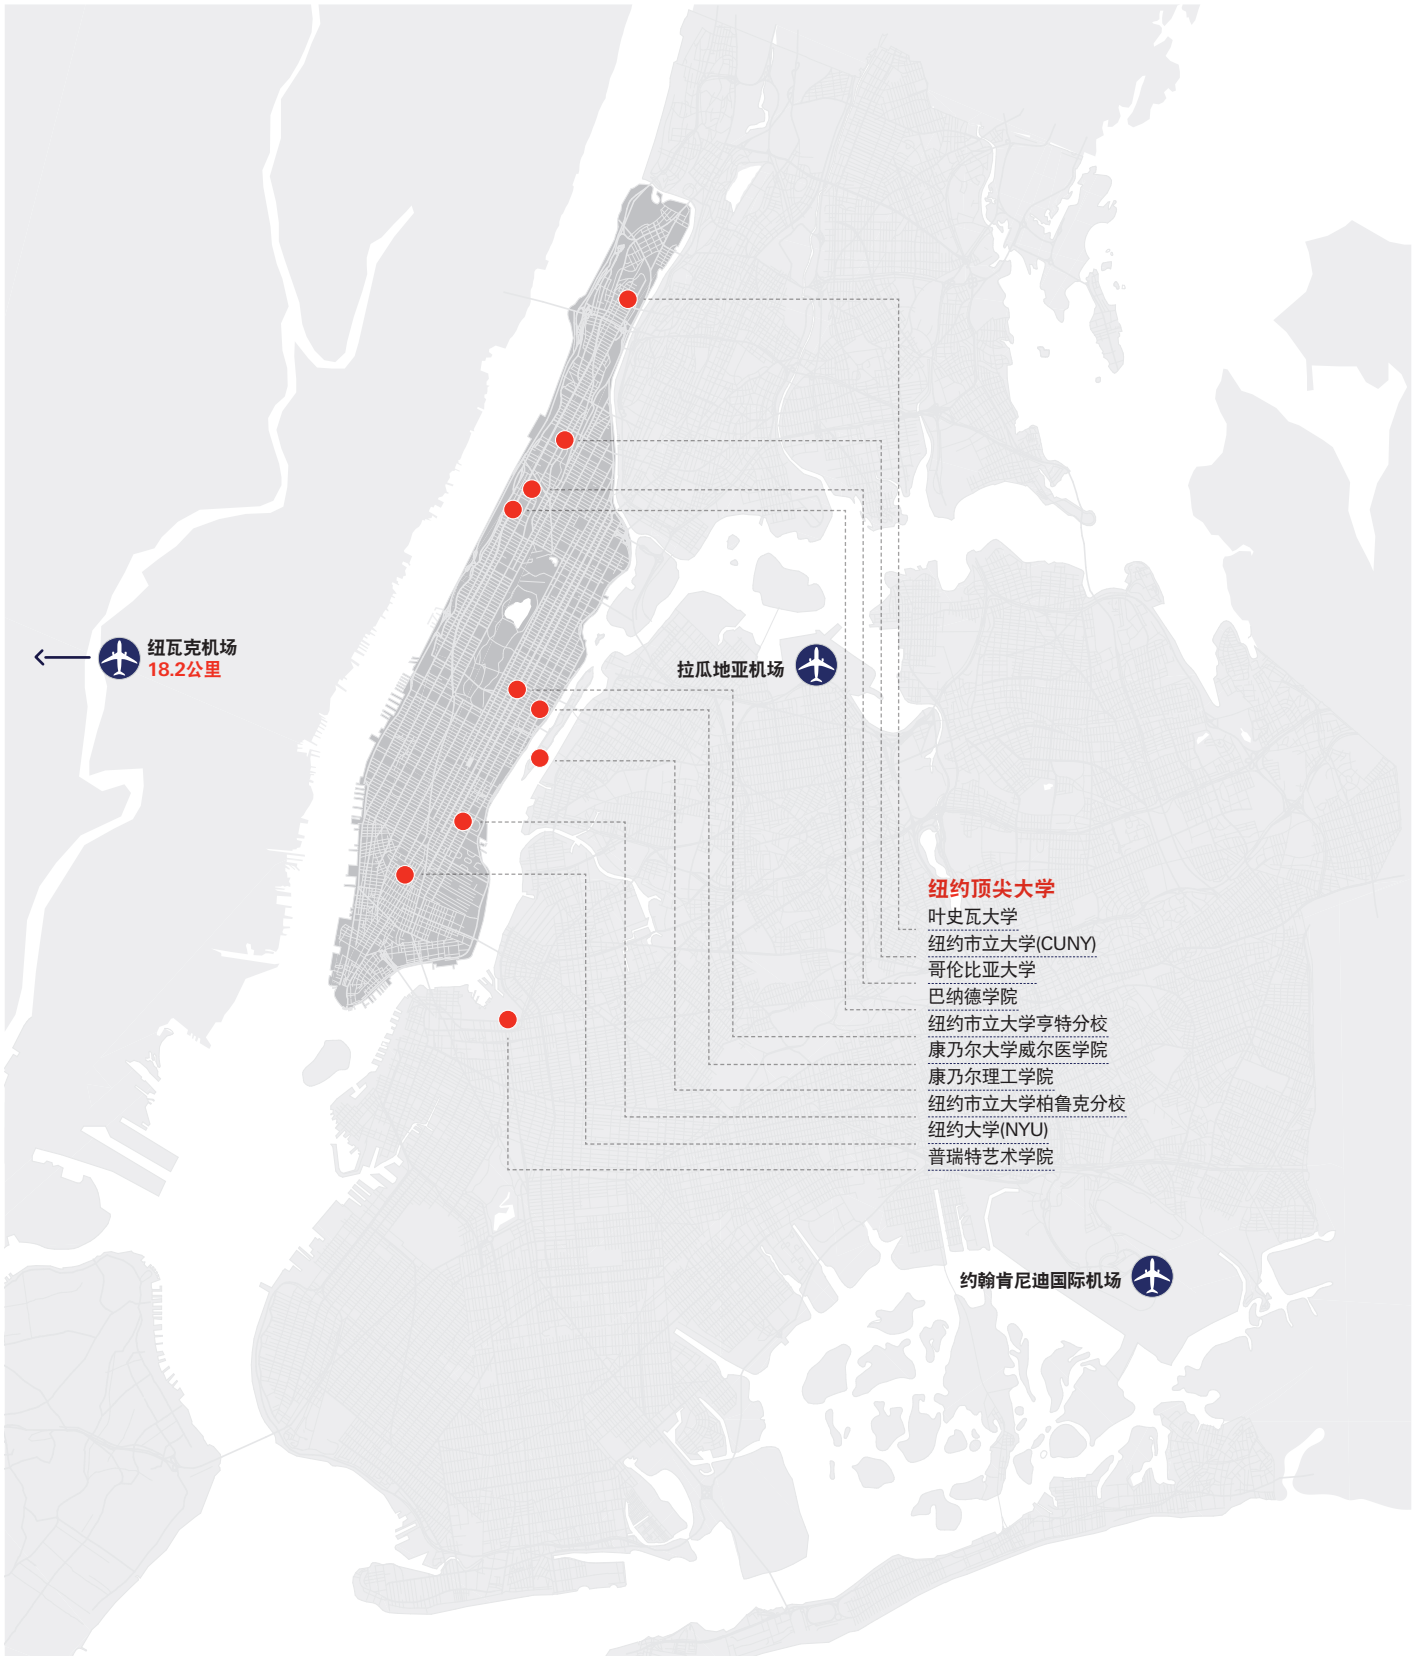 纽瓦克机场
18.2公里
拉瓜地亚机场
纽约顶尖大学
叶史瓦大学
纽约市立大学(CUNY)
哥伦比亚大学
巴纳德学院
纽约市立大学亨特分校
康乃尔大学威尔医学院
康乃尔理工学院
纽约市立大学柏鲁克分校
纽约大学(NYU)
普瑞特艺术学院
约翰肯尼迪国际机场